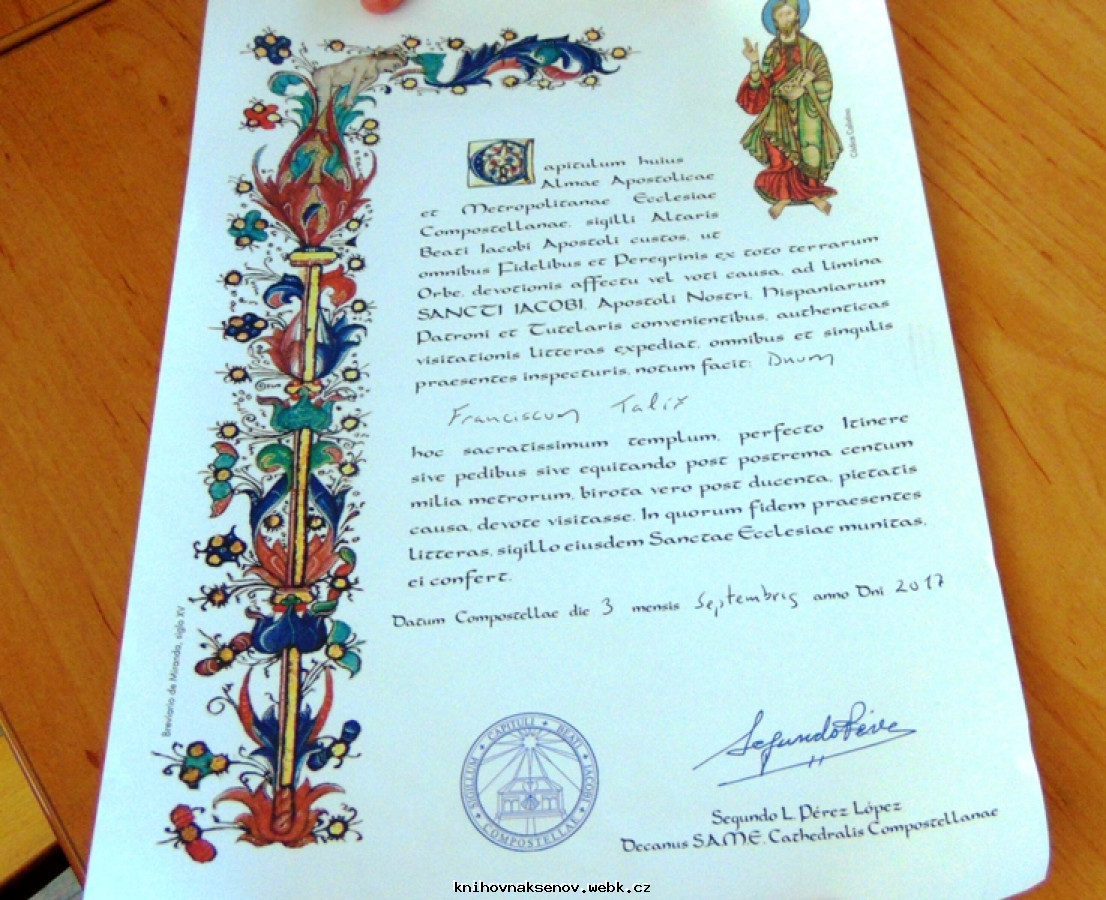 Codex Calixtinus
Capitulum huius
Almae Apostolicae
et Metropolitanae Ecclesiae
Compostellanae, sigilli Altaris
Beati Iacobi Apostoli custos, ut
omnibus Fidelibus et Peregrinis ex toto terrarum
Orbe, devotionis affectu vel voti causa, ad limina
SANCTI IACOBI, Apostoli Nostri, Hispaniarum
Patroni et Tutelaris convenientibus, authenticas
visitationis litteras expediat, omnibus et singulis
praesentes inspecturis, notum facit: Dnum
Franciscum
hoc sacratissimum templum, perfecto Itinere
sive pedibus sive equitando post postrema centum
milia metrorum, birota vero post ducenta, pietatis
causa, devote visitasse. In quorum fidem praesentes
litteras, sigillo eiusdem Sanctae Ecclesiae munitas,
ei confert.
Datum Compostellae die 3 mensis Septembris anno Dni 2017
Breviario de Miranda, siglo XV
SIGILLUM CAPITULI BEATI JACOBI COMPOSTELLAE
Segundo Pérez
Segundo L. Pérez López
Decanus S.A.M.E. Cathedralis Compostellanae
knihovnaksenov.webk.cz